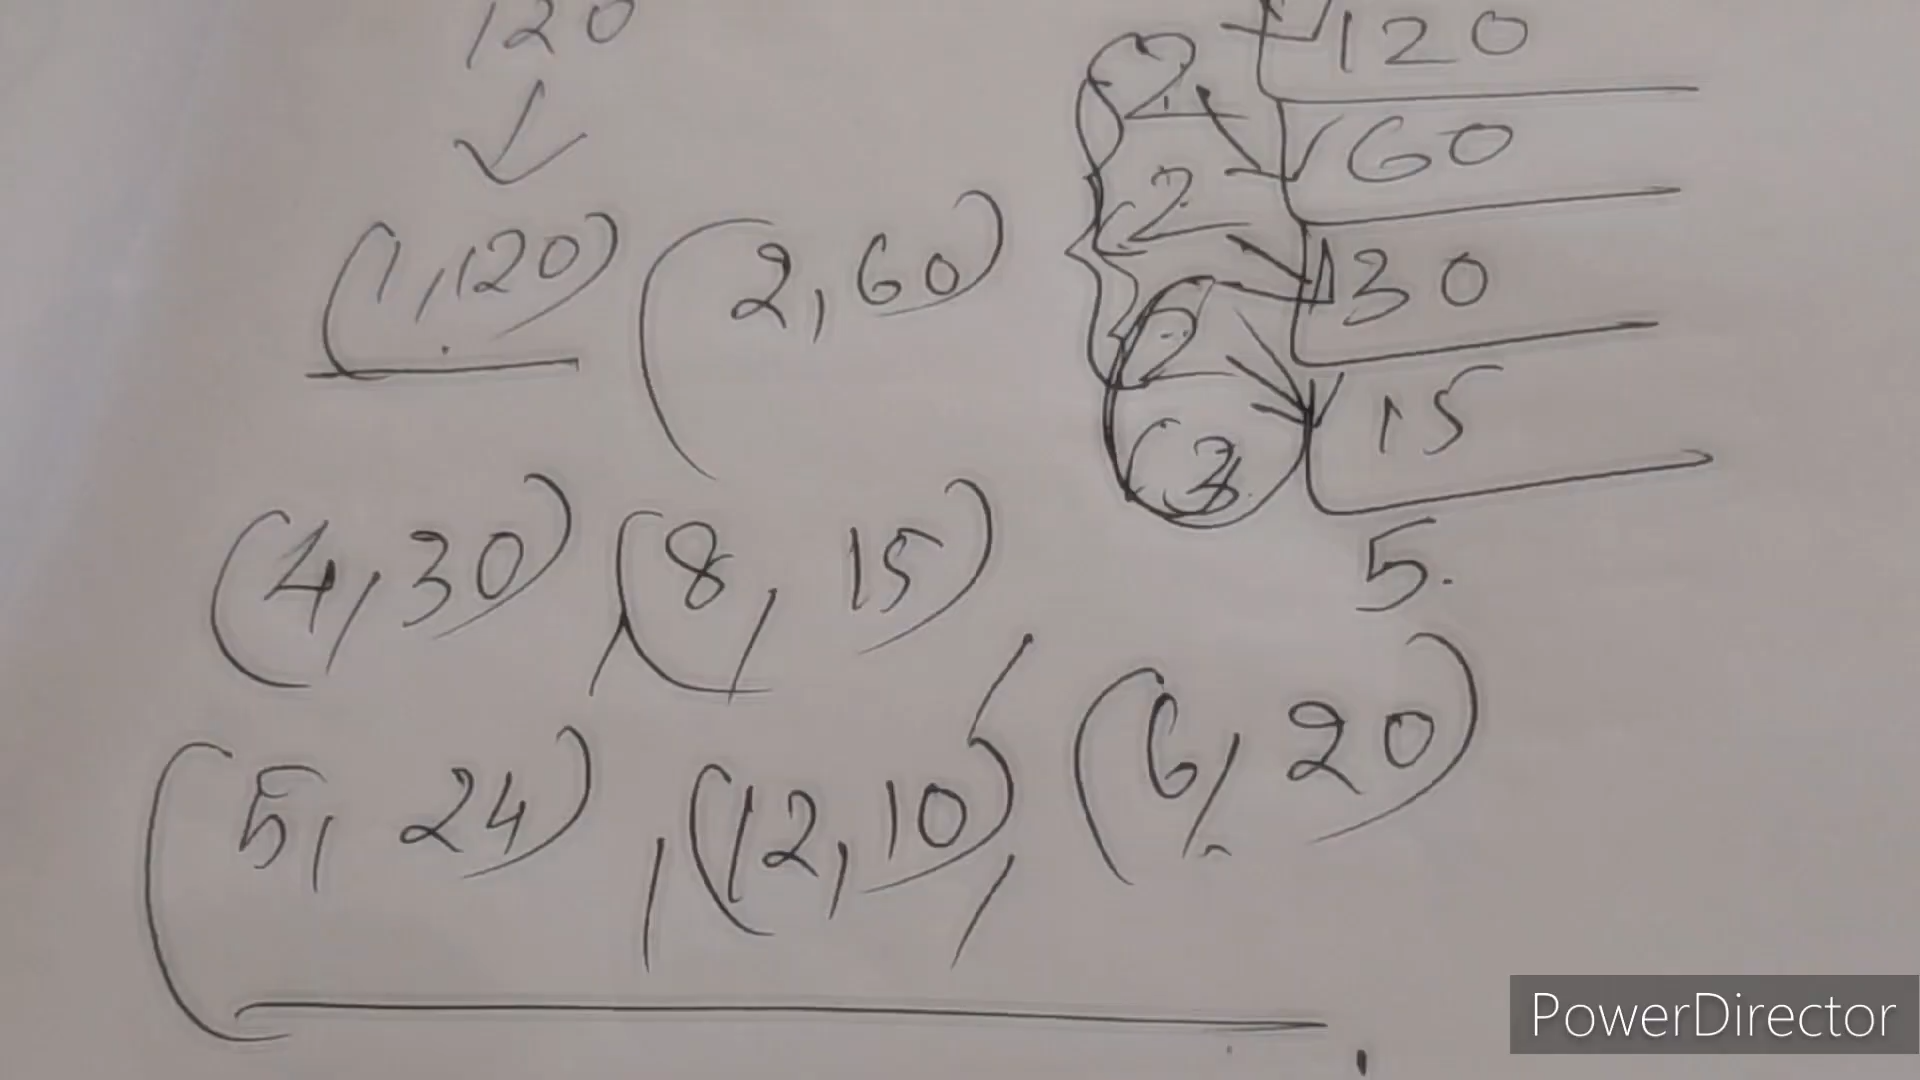 120
(1, 120) (2, 60)
(4, 30), (8, 15)
(5, 24), (12, 10), (6, 20)
2 120
2 60
2 30
3 15
5.
PowerDirector